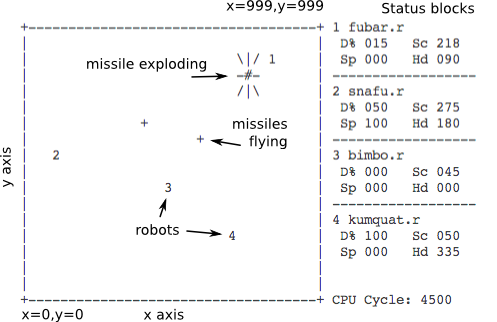 x=999,y=999
Status blocks
missile exploding
1
missiles
flying
2
3
robots
4
y axis
x=0,y=0
x axis
1 fubar.r
D% 015 Sc 218
Sp 000 Hd 090
2 snafu.r
D% 050 Sc 275
Sp 100 Hd 180
3 bimbo.r
D% 000 Sc 045
Sp 000 Hd 000
4 kumquat.r
D% 100 Sc 050
Sp 000 Hd 335
CPU Cycle: 4500